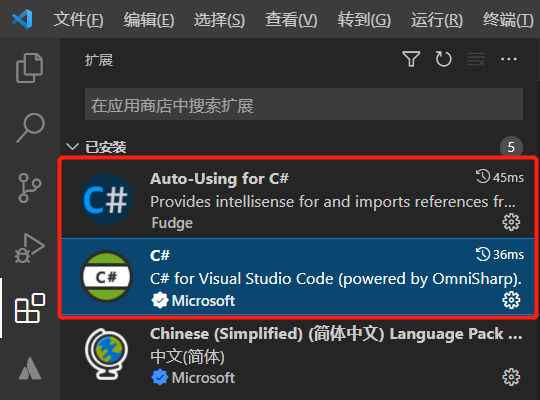 文件(F) 编辑(E) 选择(S) 查看(V) 转到(G) 运行(R) 终端(T)
扩展
在应用商店中搜索扩展
已安装 5
C# Auto-Using for C# 45ms
Provides intellisense for and imports references fr...
Fudge
C# C# 36ms
C# for Visual Studio Code (powered by OmniSharp).
Microsoft
Chinese (Simplified) (简体中文) Language Pack ...
中文(简体)
Microsoft